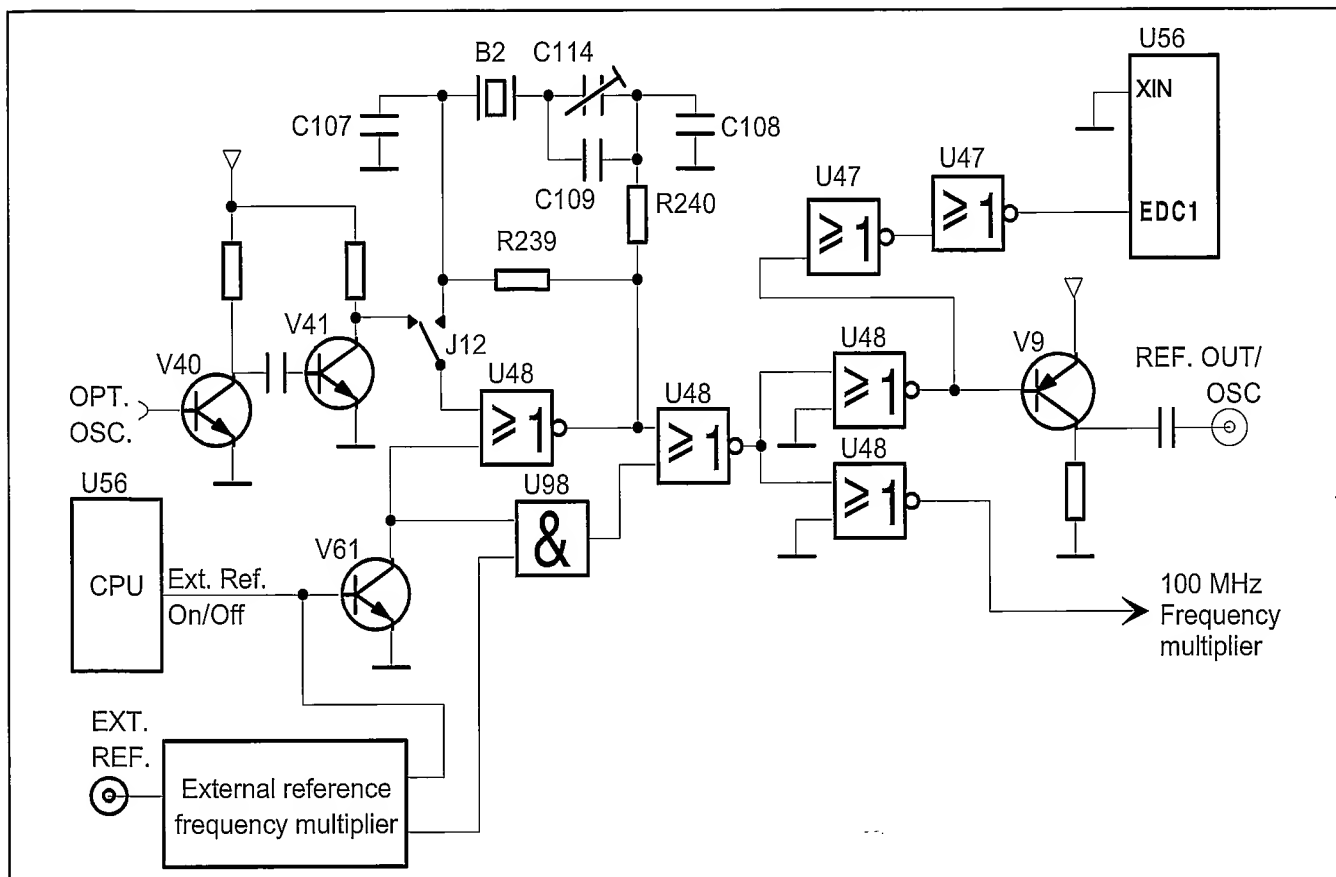 U56
B2
C114
XIN
C107
C108
U47
U47
C109
R240
EDC1
R239
V41
J12
V9
V40
U48
U48
REF. OUT/
OSC
OPT.
OSC.
U48
≥1
≥1
≥1
≥1
≥1
U48
≥1
U56
U98
&
V61
CPU
Ext. Ref.
On/Off
100 MHz
Frequency
multiplier
EXT.
REF.
External reference
frequency multiplier